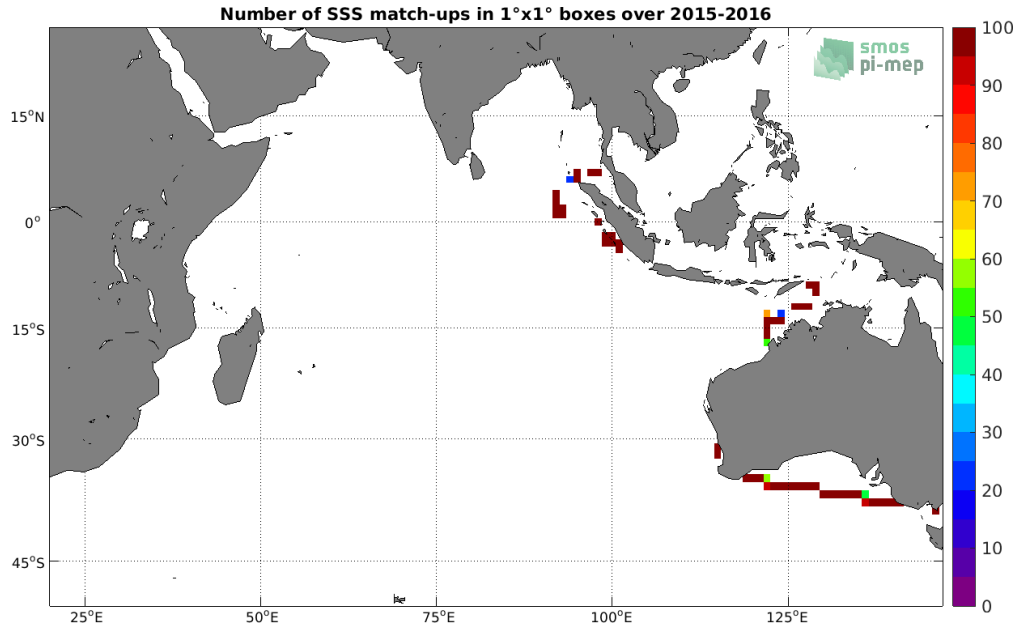 Number of SSS match-ups in 1°x1° boxes over 2015-2016
smos
pi-mep
100
90
80
70
60
50
40
30
20
10
0
15°N
0°
15°S
30°S
45°S
25°E
50°E
75°E
100°E
125°E